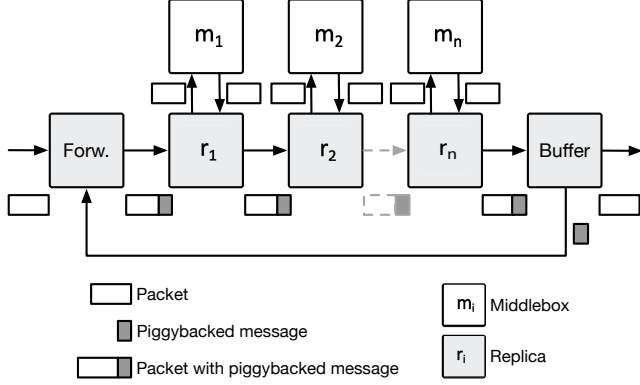 m1 m2 mn
Forw. r1 r2 rn Buffer
Packet
Piggybacked message
Packet with piggybacked message
mi Middlebox
ri Replica